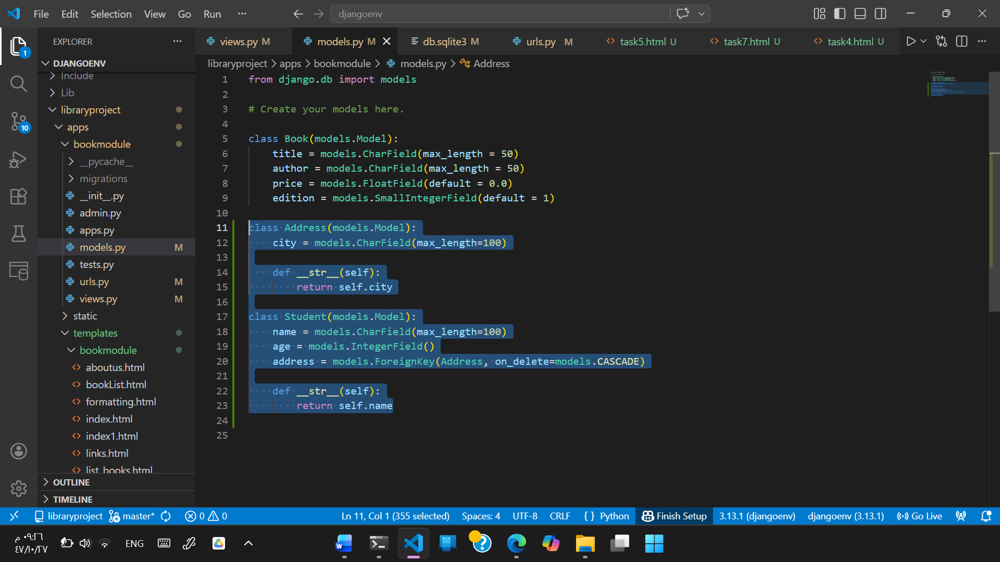 File Edit Selection View Go Run ···
djangoenv
EXPLORER
views.py M
models.py M
db.sqlite3 M
urls.py M
task5.html U
task7.html U
task4.html U
1
10
DJANGOENV
Include
Lib
libraryproject
apps
bookmodule
__pycache__
migrations
__init__.py
admin.py
apps.py
models.py M
tests.py
urls.py M
views.py M
static
templates
bookmodule
aboutus.html
bookList.html
formatting.html
index.html
index1.html
links.html
list_books.html
OUTLINE
TIMELINE
libraryproject > apps > bookmodule > models.py > Address
1 from django.db import models
2
3 # Create your models here.
4
5 class Book(models.Model):
6 title = models.CharField(max_length = 50)
7 author = models.CharField(max_length = 50)
8 price = models.FloatField(default = 0.0)
9 edition = models.SmallIntegerField(default = 1)
10
11 class Address(models.Model):
12 city = models.CharField(max_length=100)
13
14 def __str__(self):
15 return self.city
16
17 class Student(models.Model):
18 name = models.CharField(max_length=100)
19 age = models.IntegerField()
20 address = models.ForeignKey(Address, on_delete=models.CASCADE)
21
22 def __str__(self):
23 return self.name
24
25
libraryproject master* 0 0 Ln 11, Col 1 (355 selected) Spaces: 4 UTF-8 CRLF { } Python Finish Setup 3.13.1 (djangoenv) djangoenv (3.13.1) Go Live
٠٩:٢٦ م
٤٧/١٠/٢٧
ENG